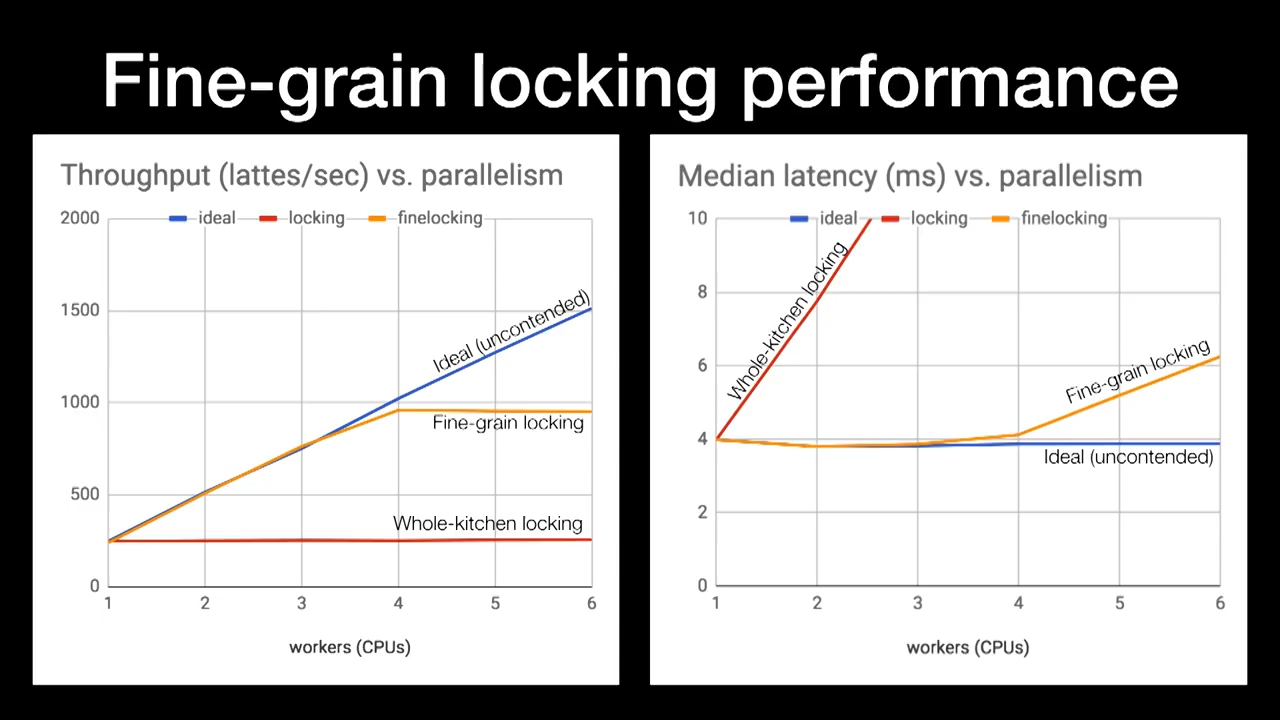 Fine-grain locking performance
Throughput (lattes/sec) vs. parallelism
ideal locking finelocking
2000
1500
1000
500
0
Ideal (uncontended)
Fine-grain locking
Whole-kitchen locking
1 2 3 4 5 6
workers (CPUs)
Median latency (ms) vs. parallelism
ideal locking finelocking
10
8
6
4
2
0
Whole-kitchen locking
Fine-grain locking
Ideal (uncontended)
1 2 3 4 5 6
workers (CPUs)